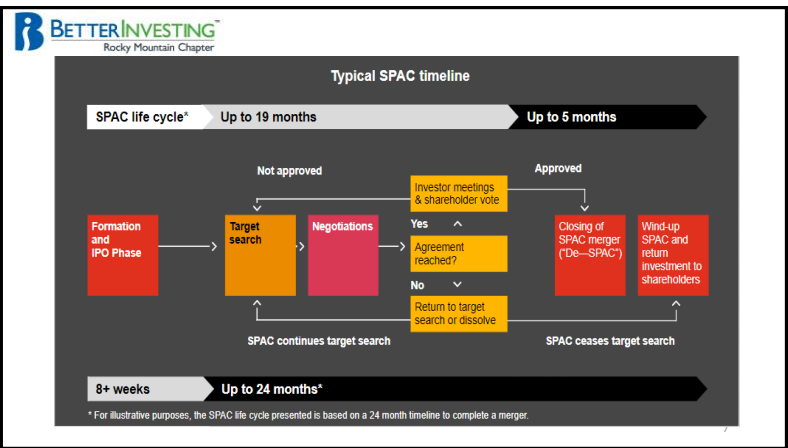 BETTERINVESTING™
Rocky Mountain Chapter
Typical SPAC timeline
SPAC life cycle*
Up to 19 months
Up to 5 months
Not approved
Approved
Investor meetings
& shareholder vote
Formation
and
IPO Phase
Target
search
Negotiations
Yes
Agreement
reached?
No
Return to target
search or dissolve
Closing of
SPAC merger
("De—SPAC")
Wind-up
SPAC and
return
investment to
shareholders
SPAC continues target search
SPAC ceases target search
8+ weeks
Up to 24 months*
* For illustrative purposes, the SPAC life cycle presented is based on a 24 month timeline to complete a merger.